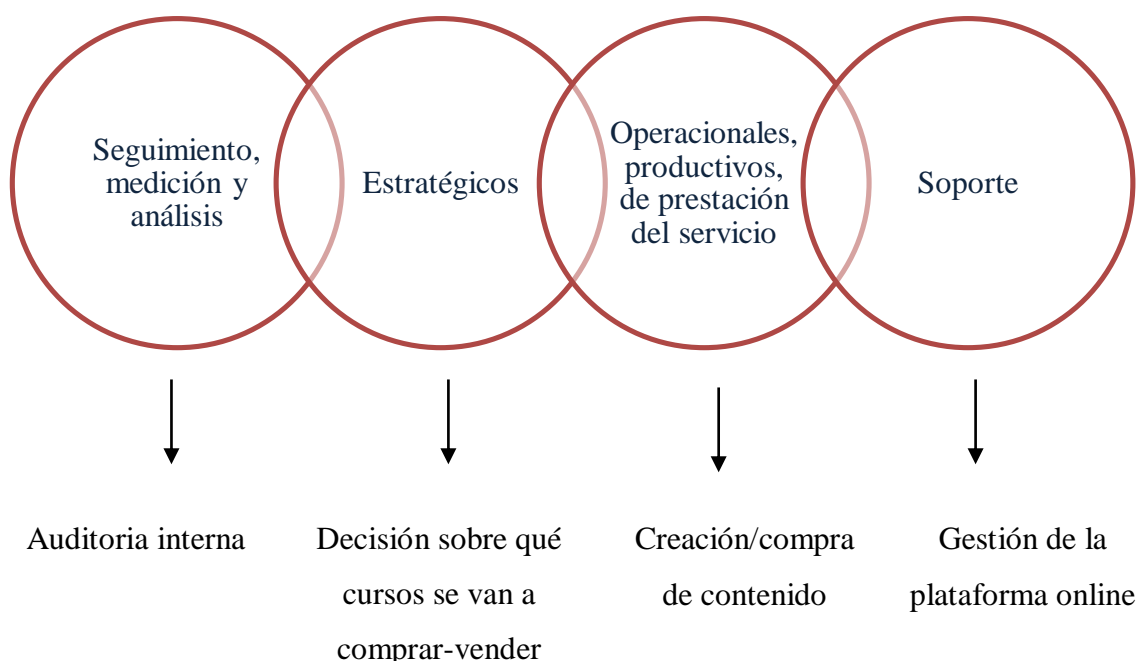 Seguimiento,
medición y
análisis
Estratégicos
Operacionales,
productivos,
de prestación
del servicio
Soporte
Auditoria interna
Decisión sobre qué
cursos se van a
comprar-vender
Creación/compra
de contenido
Gestión de la
plataforma online